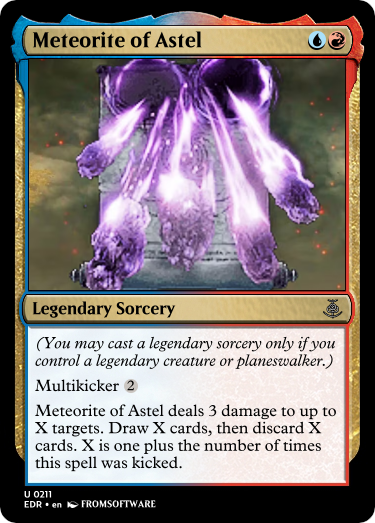 Meteorite of Astel
Legendary Sorcery
(You may cast a legendary sorcery only if you
control a legendary creature or planeswalker.)
Multikicker 2
Meteorite of Astel deals 3 damage to up to
X targets. Draw X cards, then discard X
cards. X is one plus the number of times
this spell was kicked.
U 0211
EDR • en FROMSOFTWARE